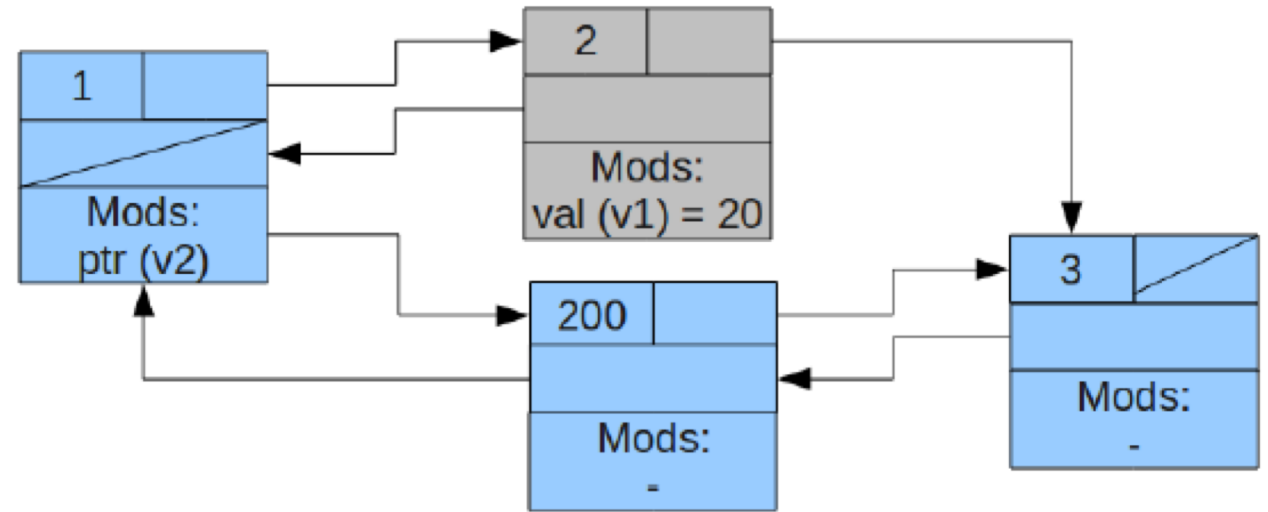 1
Mods:
ptr (v2)
2
Mods:
val (v1) = 20
200
Mods:
-
3
Mods:
-